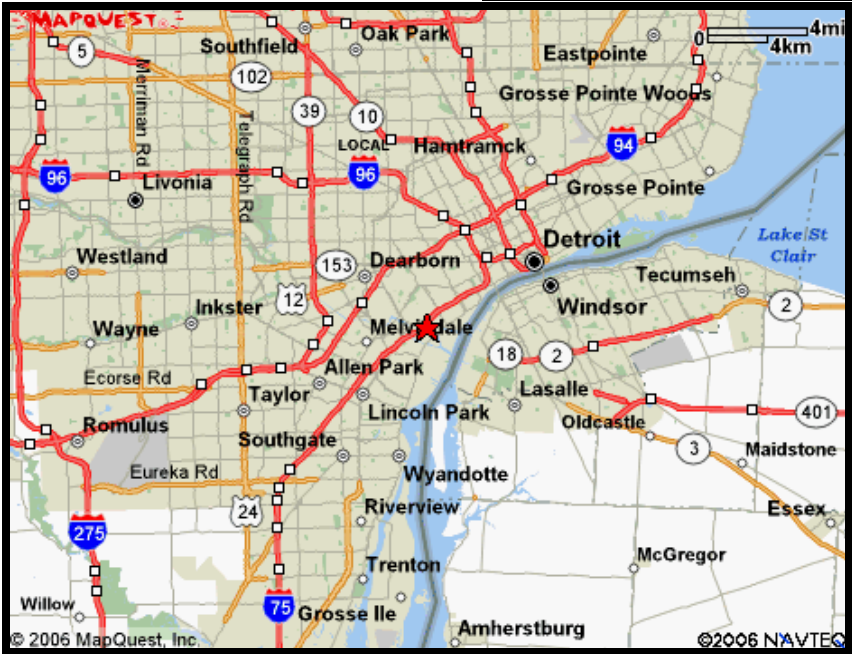 MAPQUEST
Southfield
Oak Park
0
4mi
4km
5
Eastpointe
102
Merriman Rd
Telegraph Rd
39
10
Grosse Pointe Woods
LOCAL
Hamtramck
94
96
96
Livonia
Grosse Pointe
Westland
153
Dearborn
Detroit
Lake St
Clair
Tecumseh
12
Inkster
Windsor
2
Wayne
Melvindale
18
2
Ecorse Rd
Allen Park
Taylor
Lasalle
Lincoln Park
401
Romulus
Southgate
Oldcastle
3
Maidstone
Eureka Rd
Wyandotte
24
Riverview
Essex
275
Trenton
McGregor
Willow
75
Grosse Ile
Amherstburg
© 2006 MapQuest, Inc.
©2006 NAVTEQ